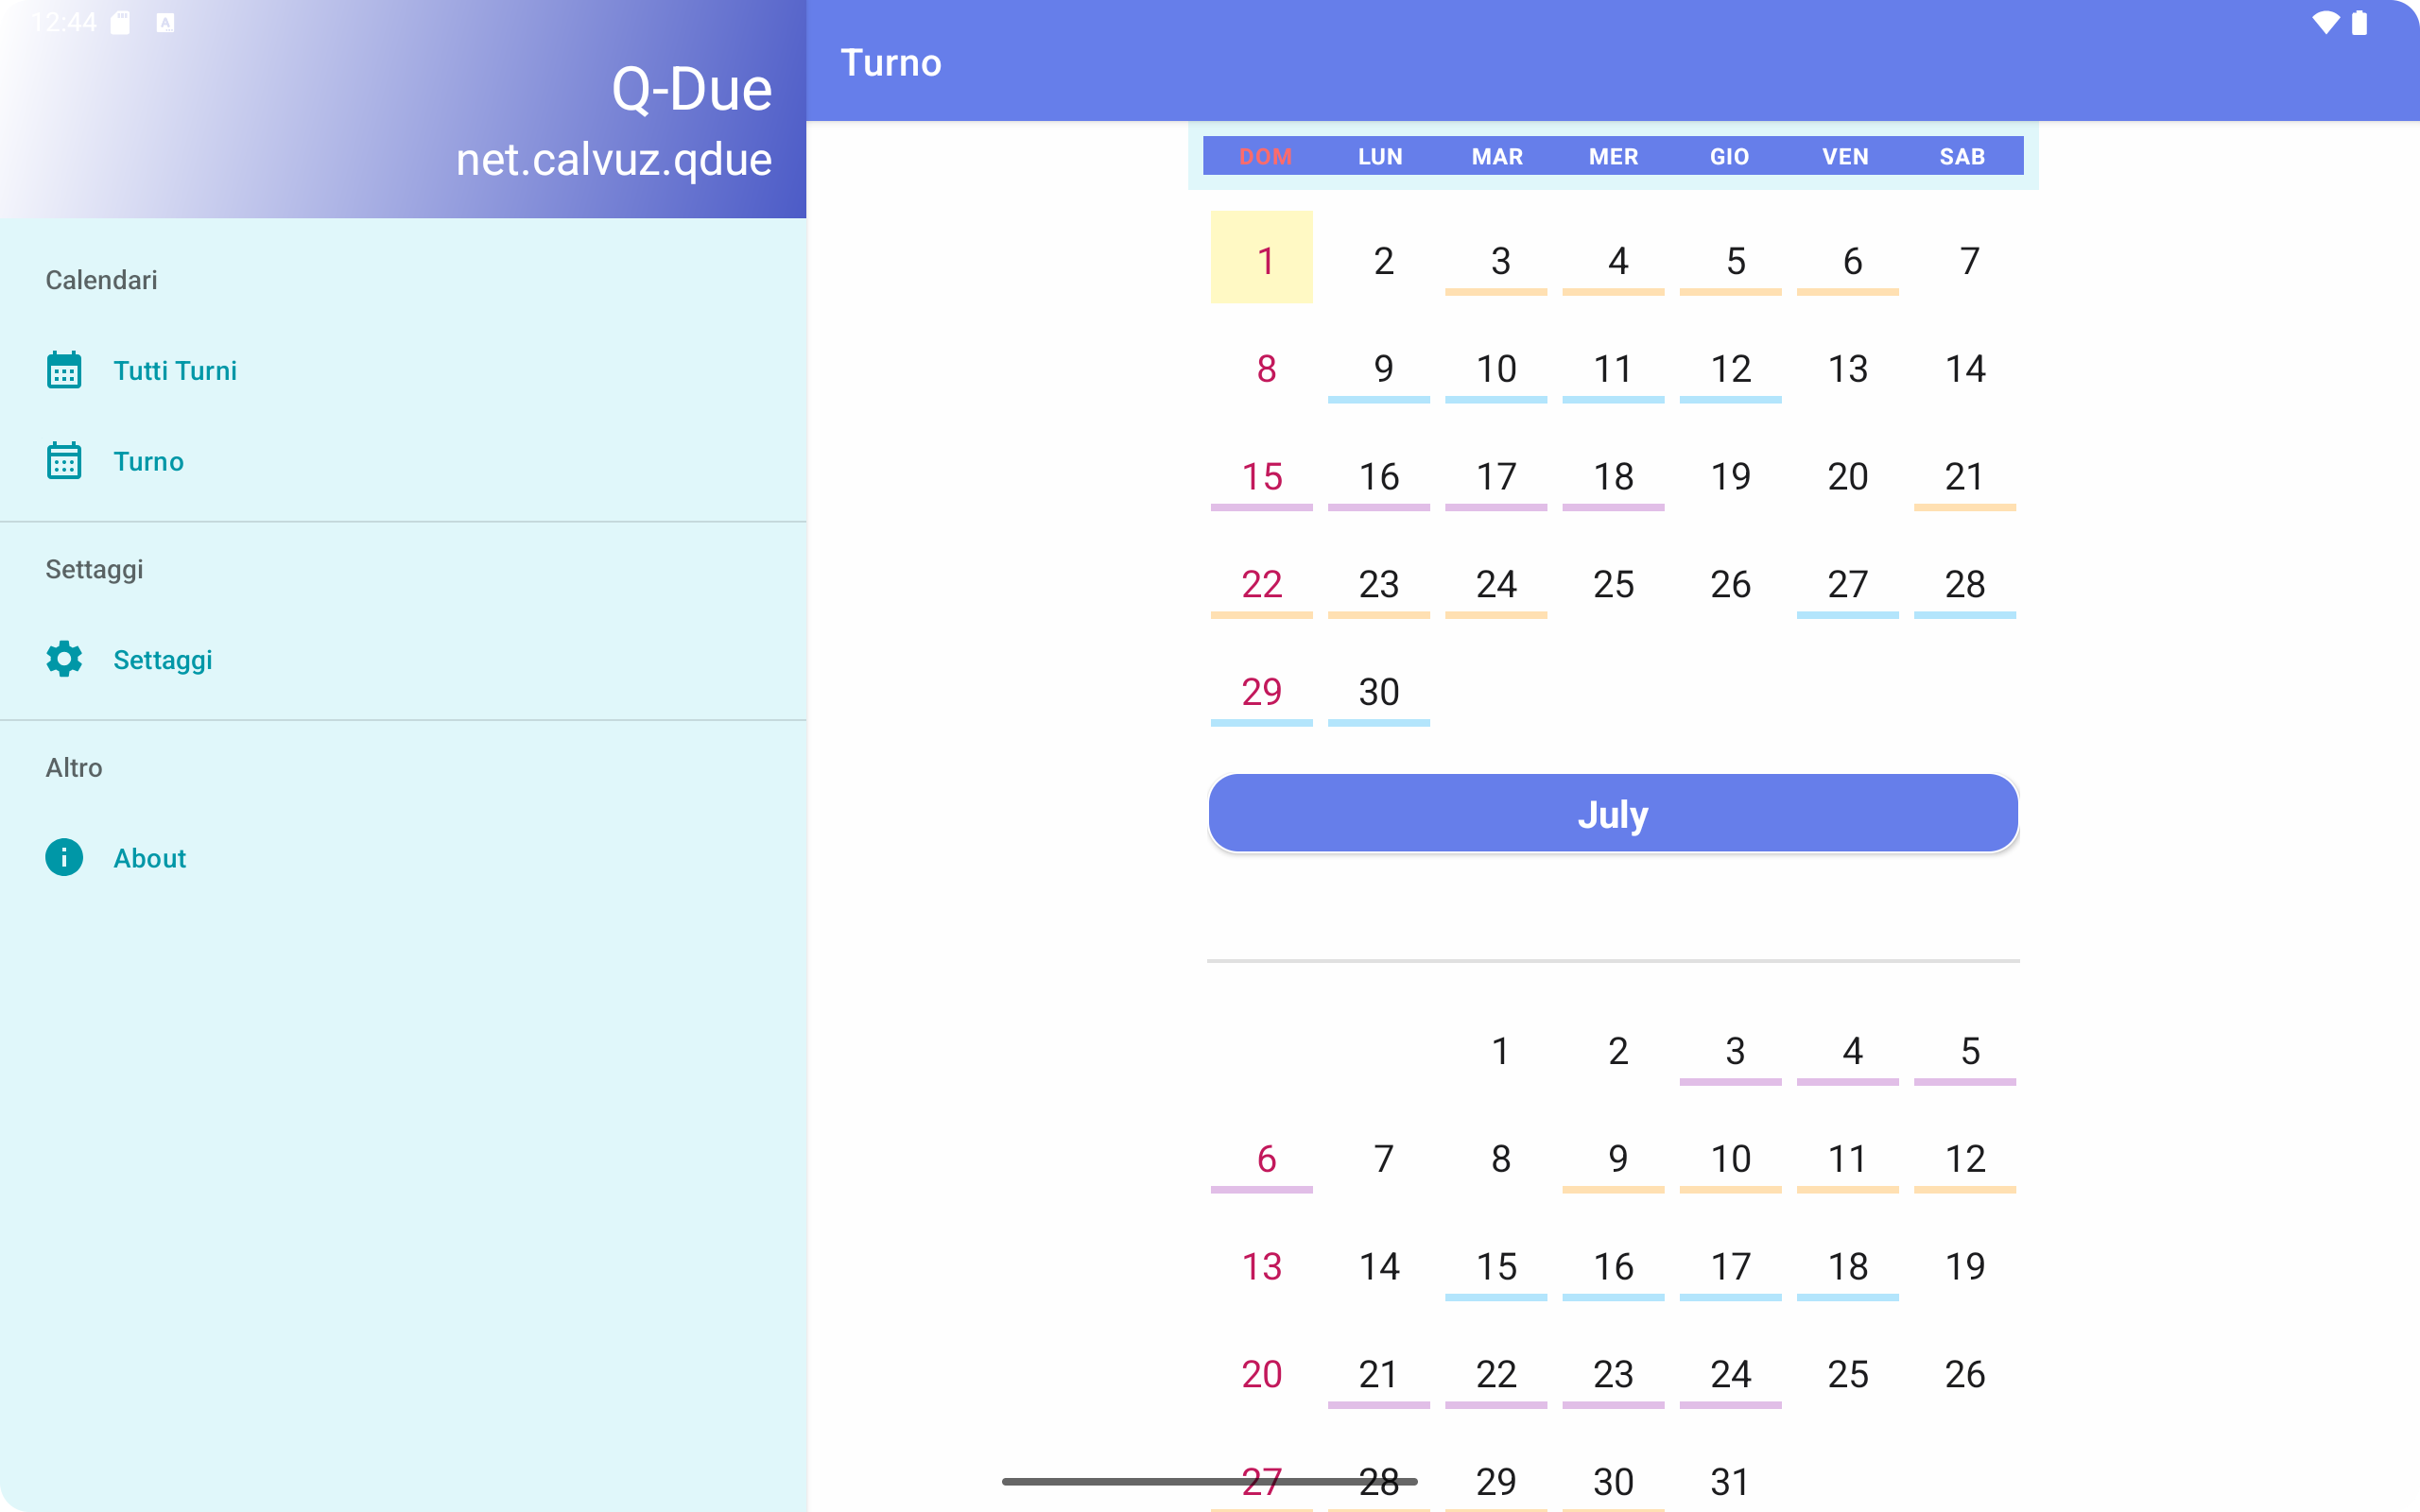 12:44
Q-Due
net.calvuz.qdue
Calendari
Tutti Turni
Turno
Settaggi
Settaggi
Altro
About
Turno
DOM LUN MAR MER GIO VEN SAB
1 2 3 4 5 6 7
8 9 10 11 12 13 14
15 16 17 18 19 20 21
22 23 24 25 26 27 28
29 30
July
1 2 3 4 5
6 7 8 9 10 11 12
13 14 15 16 17 18 19
20 21 22 23 24 25 26
27 28 29 30 31